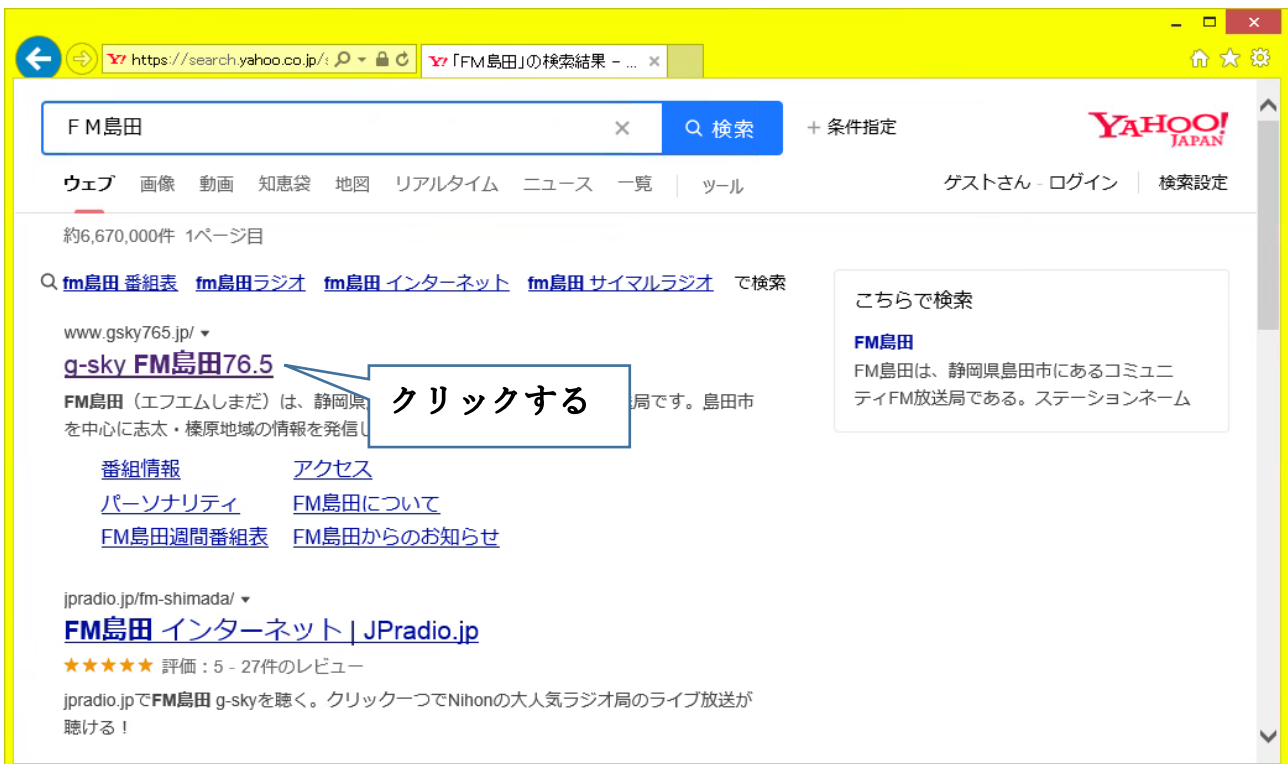 https://search.yahoo.co.jp/s
「FM島田」の検索結果 - ...
ＦＭ島田
検索
+ 条件指定
YAHOO!
JAPAN
ウェブ 画像 動画 知恵袋 地図 リアルタイム ニュース 一覧 ツール
ゲストさん - ログイン 検索設定
約6,670,000件 1ページ目
fm島田 番組表 fm島田ラジオ fm島田 インターネット fm島田 サイマルラジオ で検索
www.gsky765.jp/
g-sky FM島田76.5
クリックする
FM島田（エフエムしまだ）は、静岡県 局です。島田市
を中心に志太・榛原地域の情報を発信し
番組情報 アクセス
パーソナリティ FM島田について
FM島田週間番組表 FM島田からのお知らせ
jpradio.jp/fm-shimada/
FM島田 インターネット | JPradio.jp
★★★★★ 評価：5 - 27件のレビュー
jpradio.jpでFM島田 g-skyを聴く。クリック一つでNihonの大人気ラジオ局のライブ放送が
聴ける！
こちらで検索
FM島田
FM島田は、静岡県島田市にあるコミュニ
ティFM放送局である。ステーションネーム